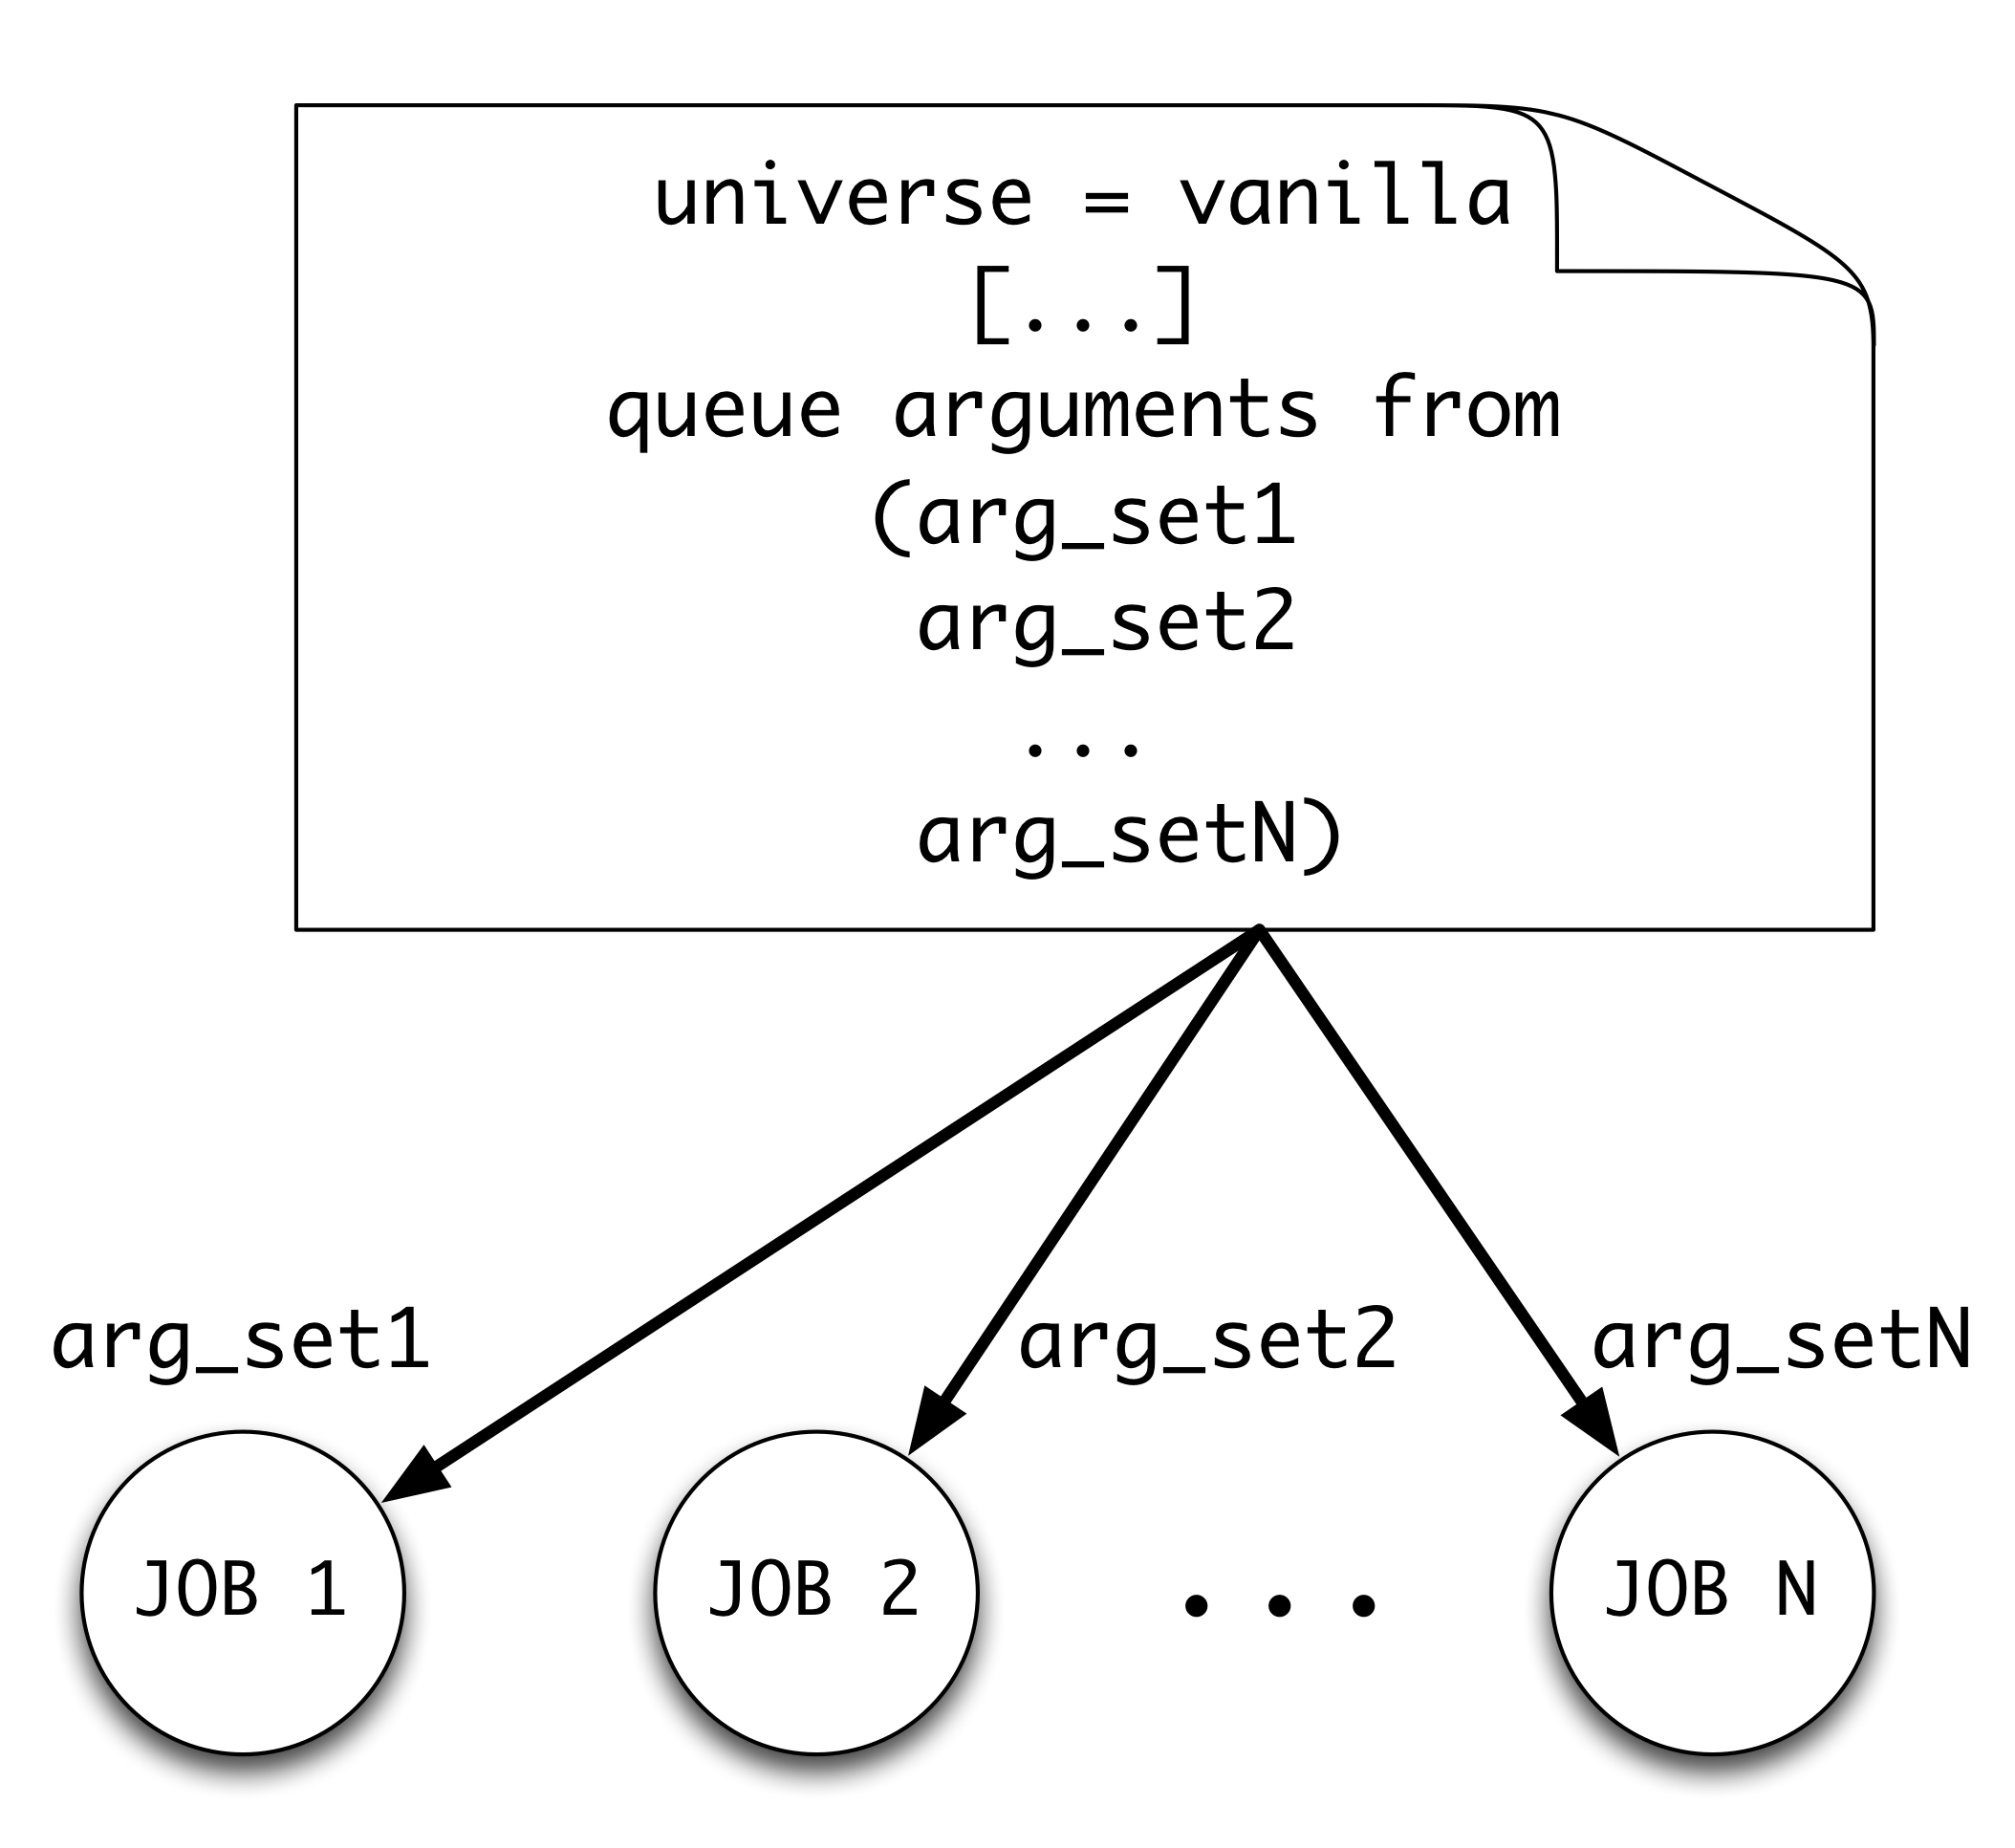 universe = vanilla
[...]
queue arguments from
(arg_set1
arg_set2
...
arg_setN)
arg_set1
arg_set2
arg_setN
JOB 1
JOB 2
...
JOB N